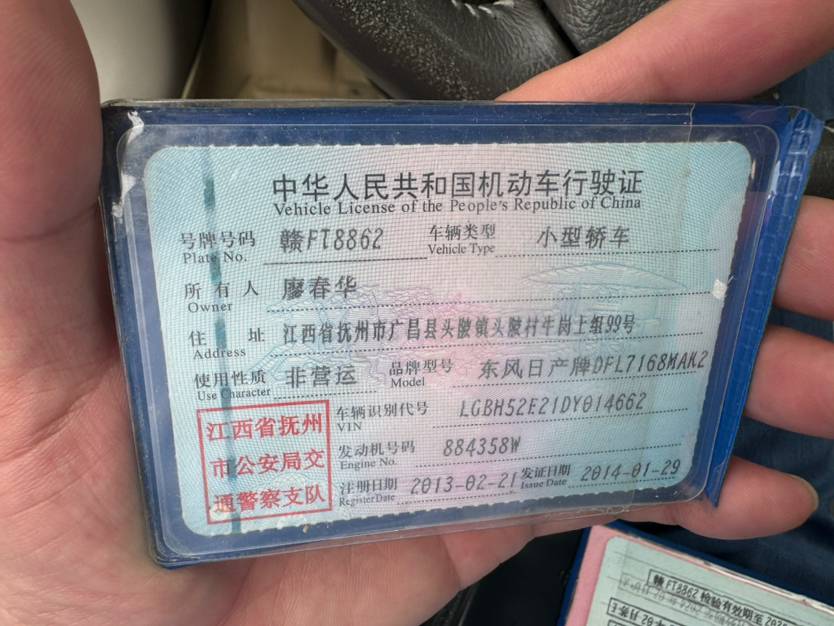 中华人民共和国机动车行驶证
Vehicle License of the People's Republic of China
号牌号码 赣FT8862 车辆类型 小型轿车
Plate No. Vehicle Type
所有人 廖春华
Owner
住址 江西省抚州市广昌县头陂镇头陂村牛岗上组99号
Address
使用性质 非营运 品牌型号 东风日产牌DFL7168MAK2
Use Character Model
江西省抚州
市公安局交
通警察支队
车辆识别代号 LGBH52E21DY014662
VIN
发动机号码 884358W
Engine No.
注册日期 2013-02-21 发证日期 2014-01-29
Register Date Issue Date
赣FT8862 检验有效期至